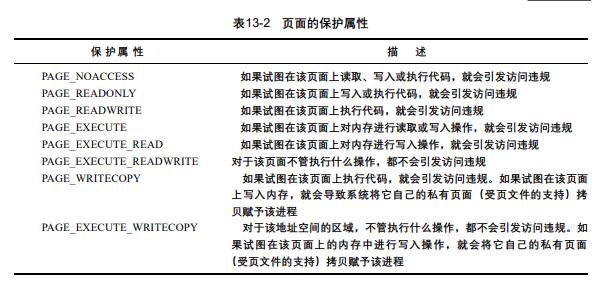 表13-2 页面的保护属性
保 护 属 性 描 述
PAGE_NOACCESS 如果试图在该页面上读取、写入或执行代码，就会引发访问违规
PAGE_READONLY 如果试图在该页面上写入或执行代码，就会引发访问违规
PAGE_READWRITE 如果试图在该页面上执行代码，就会引发访问违规
PAGE_EXECUTE 如果试图在该页面上对内存进行读取或写入操作，就会引发访问违规
PAGE_EXECUTE_READ 如果试图在该页面上对内存进行写入操作，就会引发访问违规
PAGE_EXECUTE_READWRITE 对于该页面不管执行什么操作，都不会引发访问违规
PAGE_WRITECOPY 如果试图在该页面上执行代码，就会引发访问违规。如果试图在该页面
上写入内存，就会导致系统将它自己的私有页面（受页文件的支持）拷
贝赋予该进程
PAGE_EXECUTE_WRITECOPY 对于该地址空间的区域，不管执行什么操作，都不会引发访问违规。如
果试图在该页面上的内存中进行写入操作，就会将它自己的私有页面
（受页文件的支持）拷贝赋予该进程